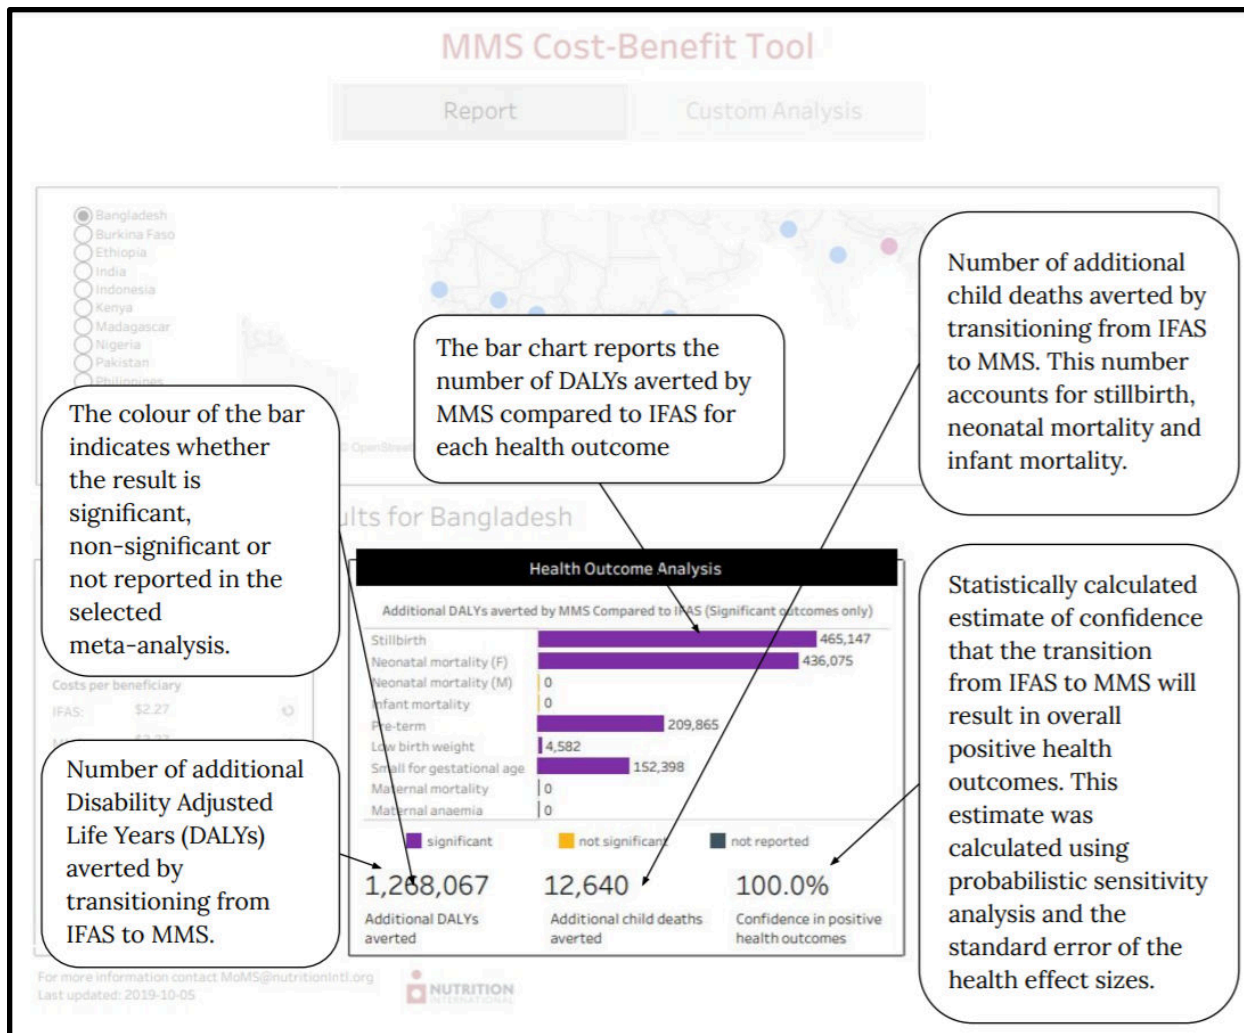 MMS Cost-Benefit Tool
Report
Custom Analysis
Bangladesh
Burkina Faso
Ethiopia
India
Indonesia
Kenya
Madagascar
Nigeria
Pakistan
Philippines
OpenStreet
The colour of the bar
indicates whether
the result is
significant,
non-significant or
not reported in the
selected
meta-analysis.
The bar chart reports the
number of DALYs averted by
MMS compared to IFAS for
each health outcome
Number of additional
child deaths averted by
transitioning from IFAS
to MMS. This number
accounts for stillbirth,
neonatal mortality and
infant mortality.
ults for Bangladesh
Costs per beneficiary
IFAS: $2.27
Number of additional
Disability Adjusted
Life Years (DALYs)
averted by
transitioning from
IFAS to MMS.
Health Outcome Analysis
Additional DALYs averted by MMS Compared to IFAS (Significant outcomes only)
Stillbirth 465,147
Neonatal mortality (F) 436,075
Neonatal mortality (M) 0
Infant mortality 0
Pre-term 209,865
Low birth weight 4,582
Small for gestational age 152,398
Maternal mortality 0
Maternal anaemia 0
significant not significant not reported
1,268,067 12,640 100.0%
Additional DALYs Additional child deaths Confidence in positive
averted averted health outcomes
Statistically calculated
estimate of confidence
that the transition
from IFAS to MMS will
result in overall
positive health
outcomes. This
estimate was
calculated using
probabilistic sensitivity
analysis and the
standard error of the
health effect sizes.
For more information contact MoMS@nutritionIntl.org
Last updated: 2019-10-05
NUTRITION
INTERNATIONAL